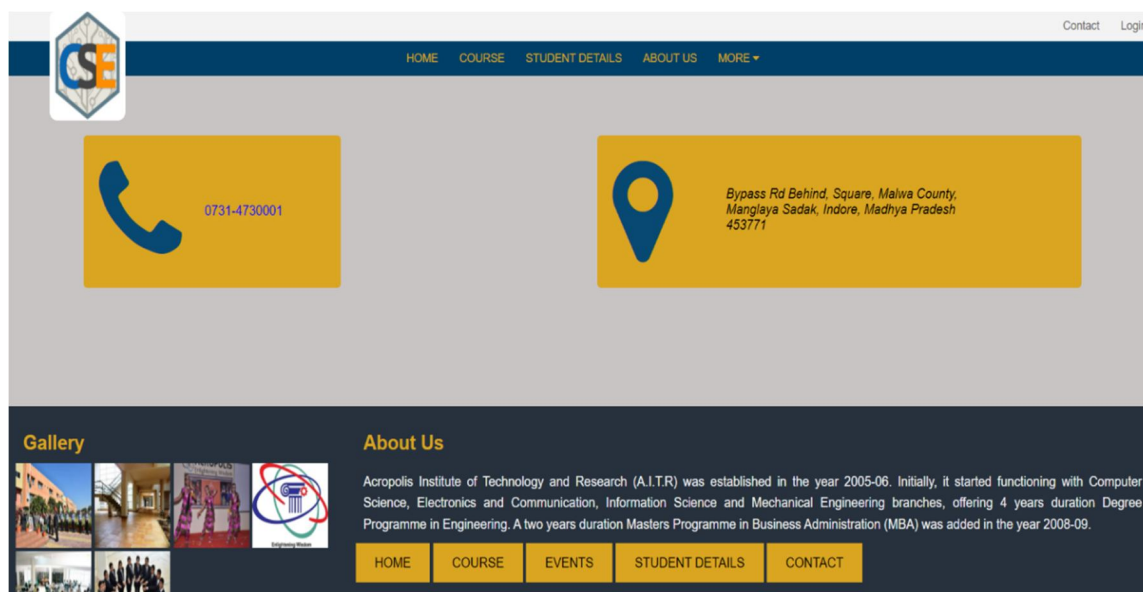 Contact Login
CSE
HOME COURSE STUDENT DETAILS ABOUT US MORE
0731-4730001
Bypass Rd Behind, Square, Malwa County,
Manglaya Sadak, Indore, Madhya Pradesh
453771
Gallery
About Us
Acropolis Institute of Technology and Research (A.I.T.R) was established in the year 2005-06. Initially, it started functioning with Computer
Science, Electronics and Communication, Information Science and Mechanical Engineering branches, offering 4 years duration Degree
Programme in Engineering. A two years duration Masters Programme in Business Administration (MBA) was added in the year 2008-09.
Enlightening Wisdom
HOME COURSE EVENTS STUDENT DETAILS CONTACT